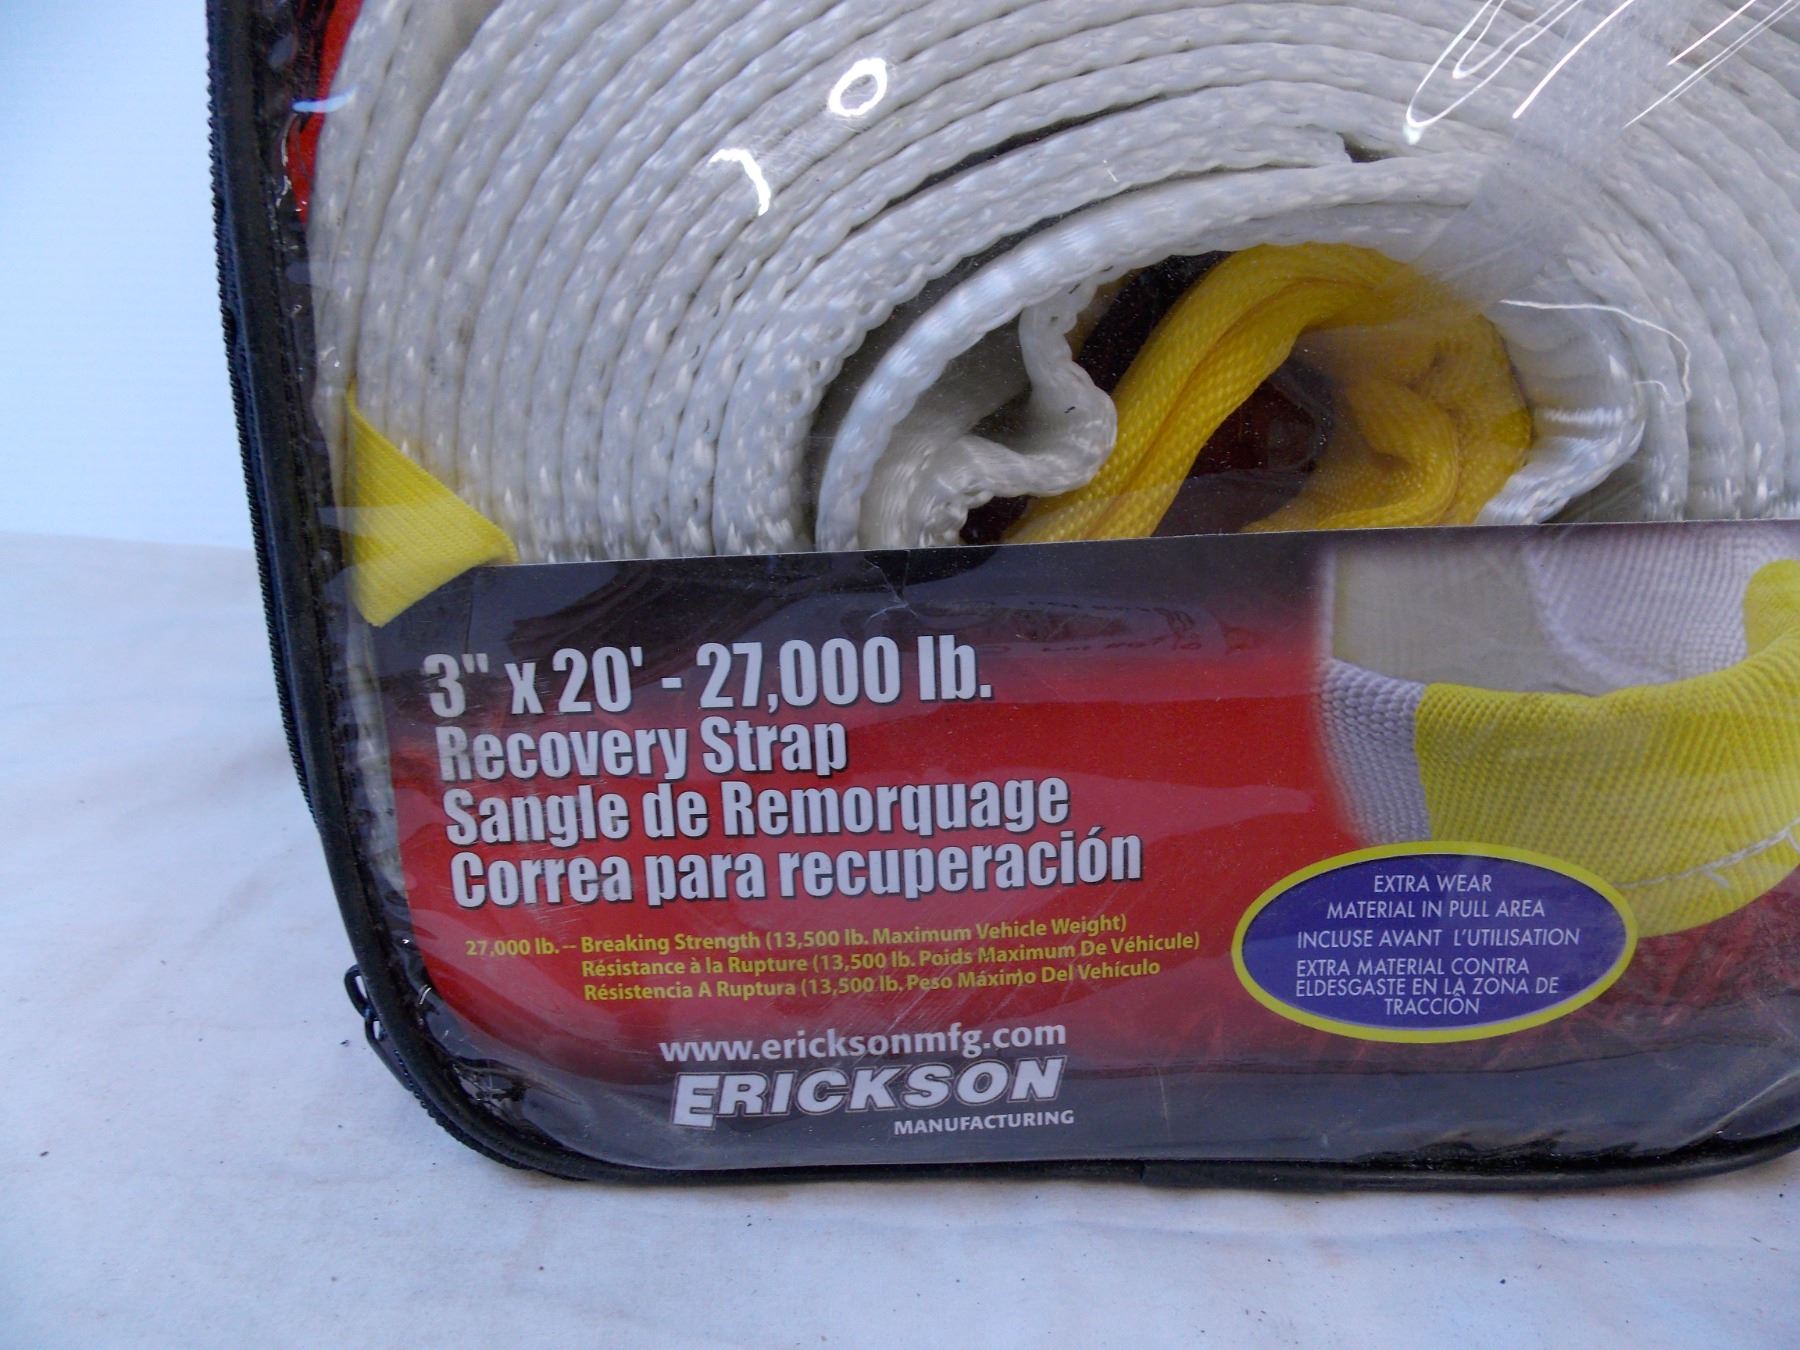 3" x 20' - 27,000 lb.
Recovery Strap
Sangle de Remorquage
Correa para recuperación
27,000 lb. -- Breaking Strength (13,500 lb. Maximum Vehicle Weight)
Résistance à la Rupture (13,500 lb. Poids Maximum De Véhicule)
Résistencia A Ruptura (13,500 lb. Peso Máximo Del Vehículo
www.ericksonmfg.com
ERICKSON
MANUFACTURING
EXTRA WEAR
MATERIAL IN PULL AREA
INCLUSE AVANT L'UTILISATION
EXTRA MATERIAL CONTRA
ELDESGASTE EN LA ZONA DE
TRACCIÓN